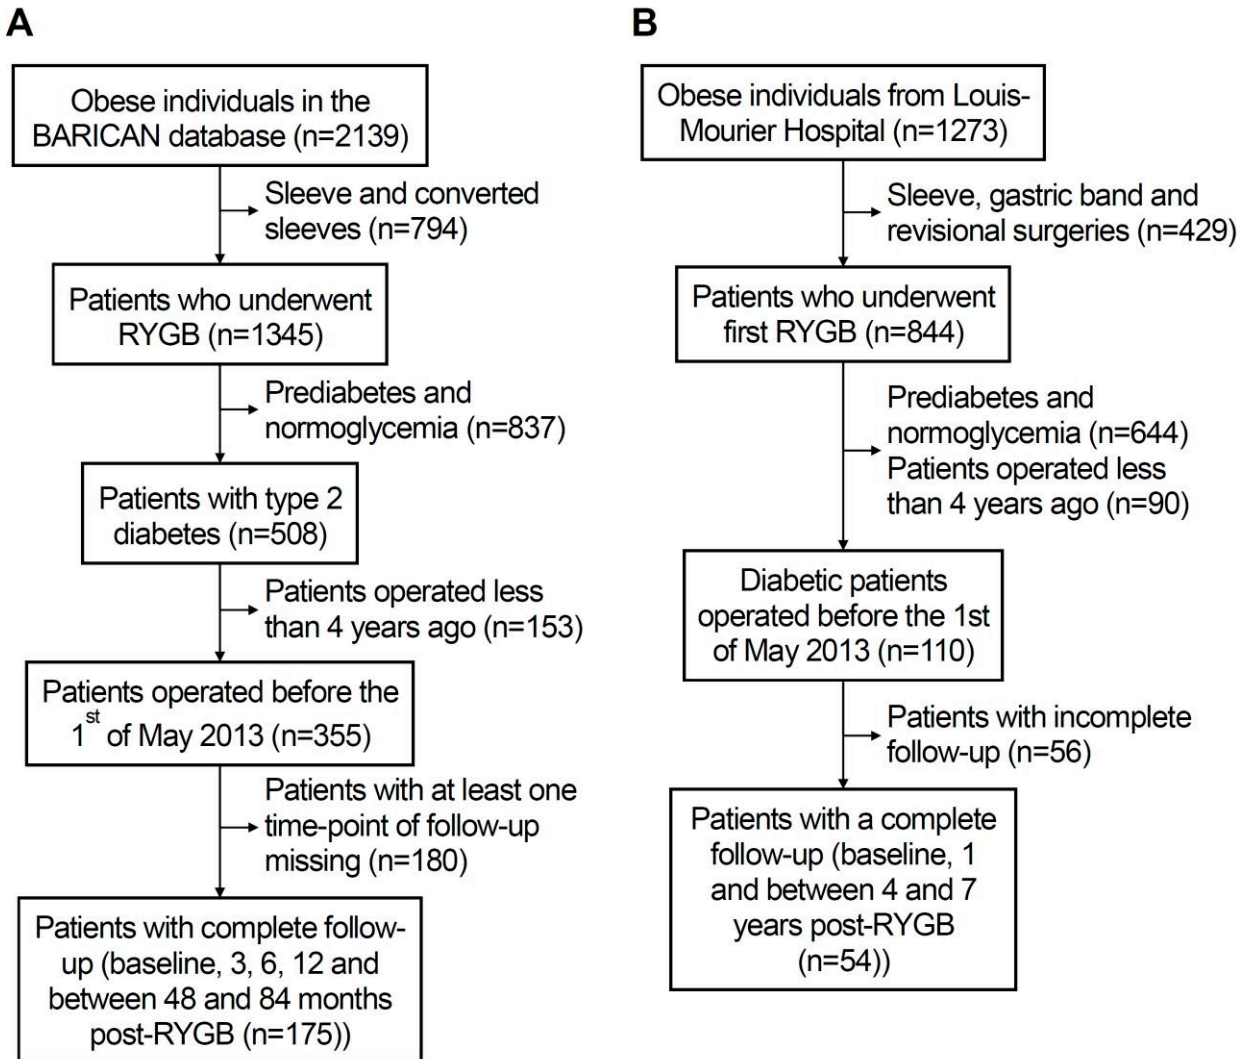 A
Obese individuals in the
BARICAN database (n=2139)
Sleeve and converted
sleeves (n=794)
Patients who underwent
RYGB (n=1345)
Prediabetes and
normoglycemia (n=837)
Patients with type 2
diabetes (n=508)
Patients operated less
than 4 years ago (n=153)
Patients operated before the
1st of May 2013 (n=355)
Patients with at least one
time-point of follow-up
missing (n=180)
Patients with complete follow-
up (baseline, 3, 6, 12 and
between 48 and 84 months
post-RYGB (n=175))
B
Obese individuals from Louis-
Mourier Hospital (n=1273)
Sleeve, gastric band and
revisional surgeries (n=429)
Patients who underwent
first RYGB (n=844)
Prediabetes and
normoglycemia (n=644)
Patients operated less
than 4 years ago (n=90)
Diabetic patients
operated before the 1st
of May 2013 (n=110)
Patients with incomplete
follow-up (n=56)
Patients with a complete
follow-up (baseline, 1
and between 4 and 7
years post-RYGB
(n=54))